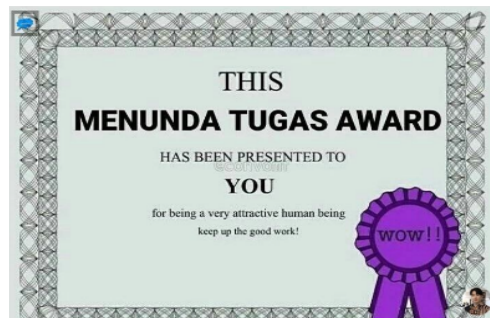 THIS
MENUNDA TUGAS AWARD
HAS BEEN PRESENTED TO
YOU
for being a very attractive human being
keep up the good work!
wow!!